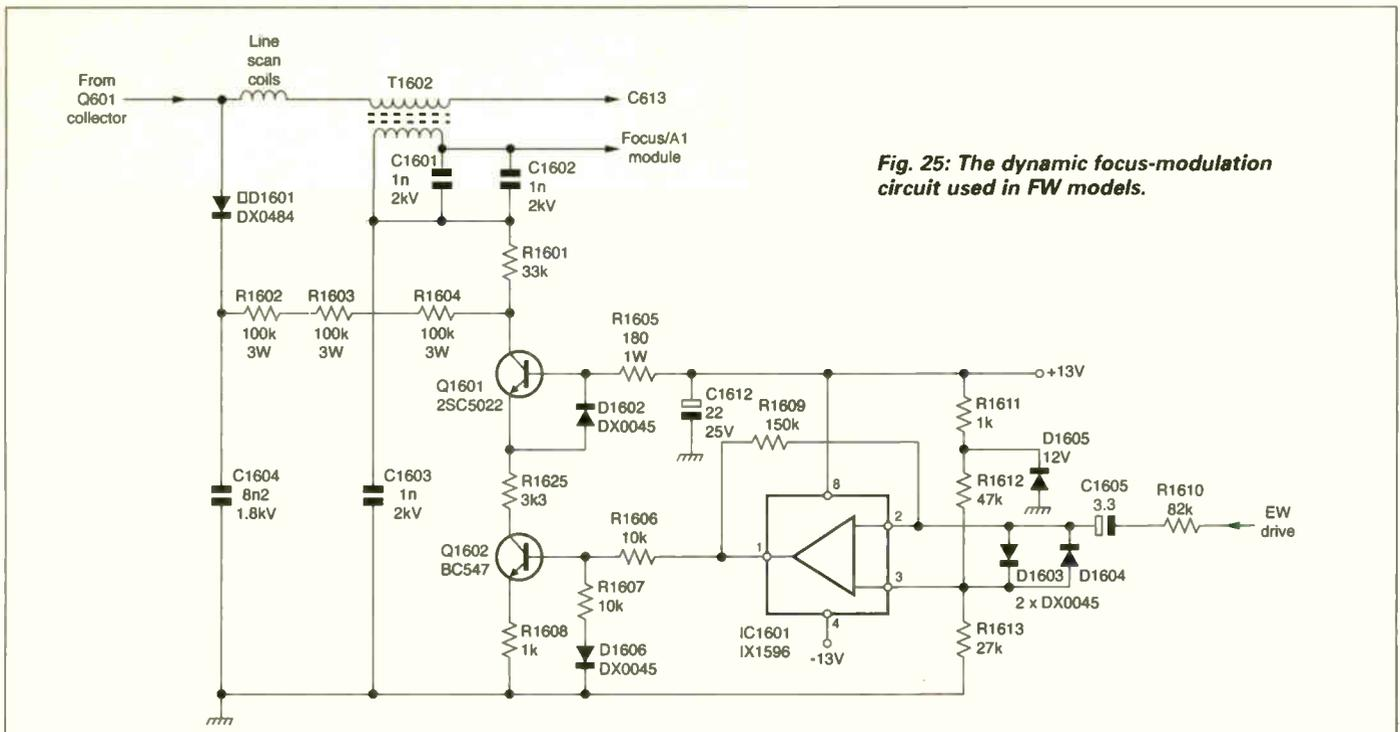 Line
scan
coils
From
Q601
collector
T1602
C613
Focus/A1
module
C1601
1n
2kV
C1602
1n
2kV
Fig. 25: The dynamic focus-modulation
circuit used in FW models.
D1601
DX0484
R1601
33k
R1602
100k
3W
R1603
100k
3W
R1604
100k
3W
R1605
180
1W
Q1601
2SC5022
D1602
DX0045
C1612
22
25V
R1609
150k
+13V
R1611
1k
D1605
12V
C1604
8n2
1.8kV
C1603
1n
2kV
R1625
3k3
R1612
47k
C1605
3.3
R1610
82k
EW
drive
8
2
1
3
4
Q1602
BC547
R1606
10k
R1607
10k
D1603
D1604
2 x DX0045
R1608
1k
D1606
DX0045
IC1601
IX1596
-13V
R1613
27k